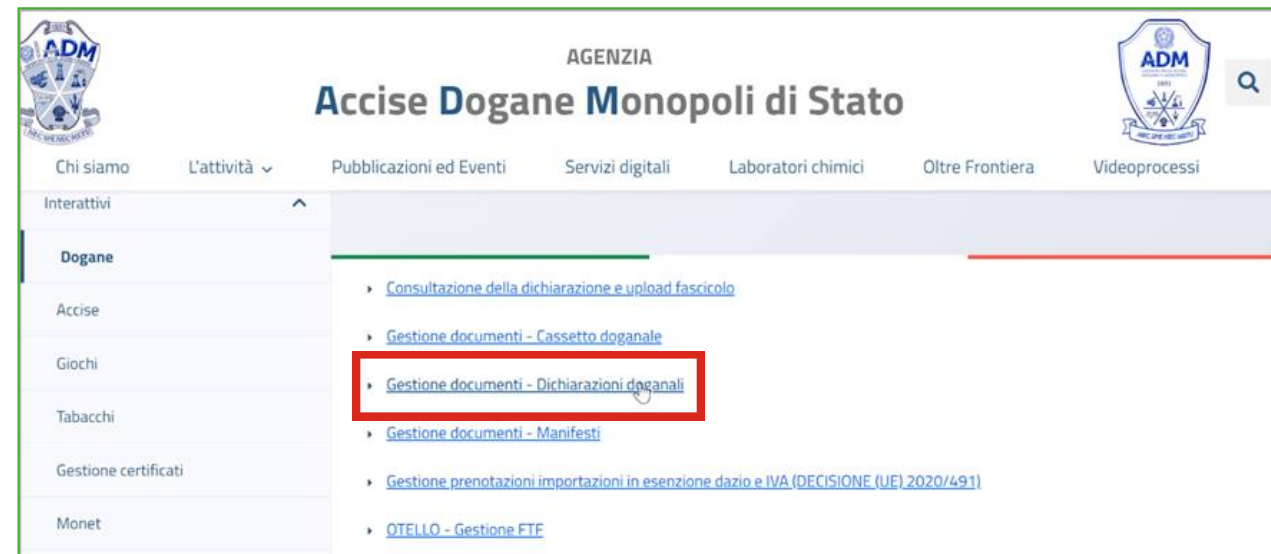 ADM
AGENZIA
Accise Dogane Monopoli di Stato
ADM
Chi siamo
L'attività
Pubblicazioni ed Eventi
Servizi digitali
Laboratori chimici
Oltre Frontiera
Videoprocessi
Interattivi
Dogane
Accise
Giochi
Tabacchi
Gestione certificati
Monet
Consultazione della dichiarazione e upload fascicolo
Gestione documenti - Cassetto doganale
Gestione documenti - Dichiarazioni doganali
Gestione documenti - Manifesti
Gestione prenotazioni importazioni in esenzione dazio e IVA (DECISIONE (UE) 2020/491)
OTELLO - Gestione FTF